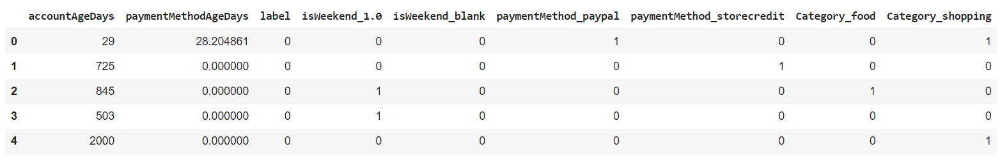 accountAgeDays paymentMethodAgeDays label isWeekend_1.0 isWeekend_blank paymentMethod_paypal paymentMethod_storecredit Category_food Category_shopping
0 29 28.204861 0 0 0 1 0 0 1
1 725 0.000000 0 0 0 0 1 0 0
2 845 0.000000 0 1 0 0 0 1 0
3 503 0.000000 0 1 0 0 0 0 0
4 2000 0.000000 0 0 0 0 0 0 1